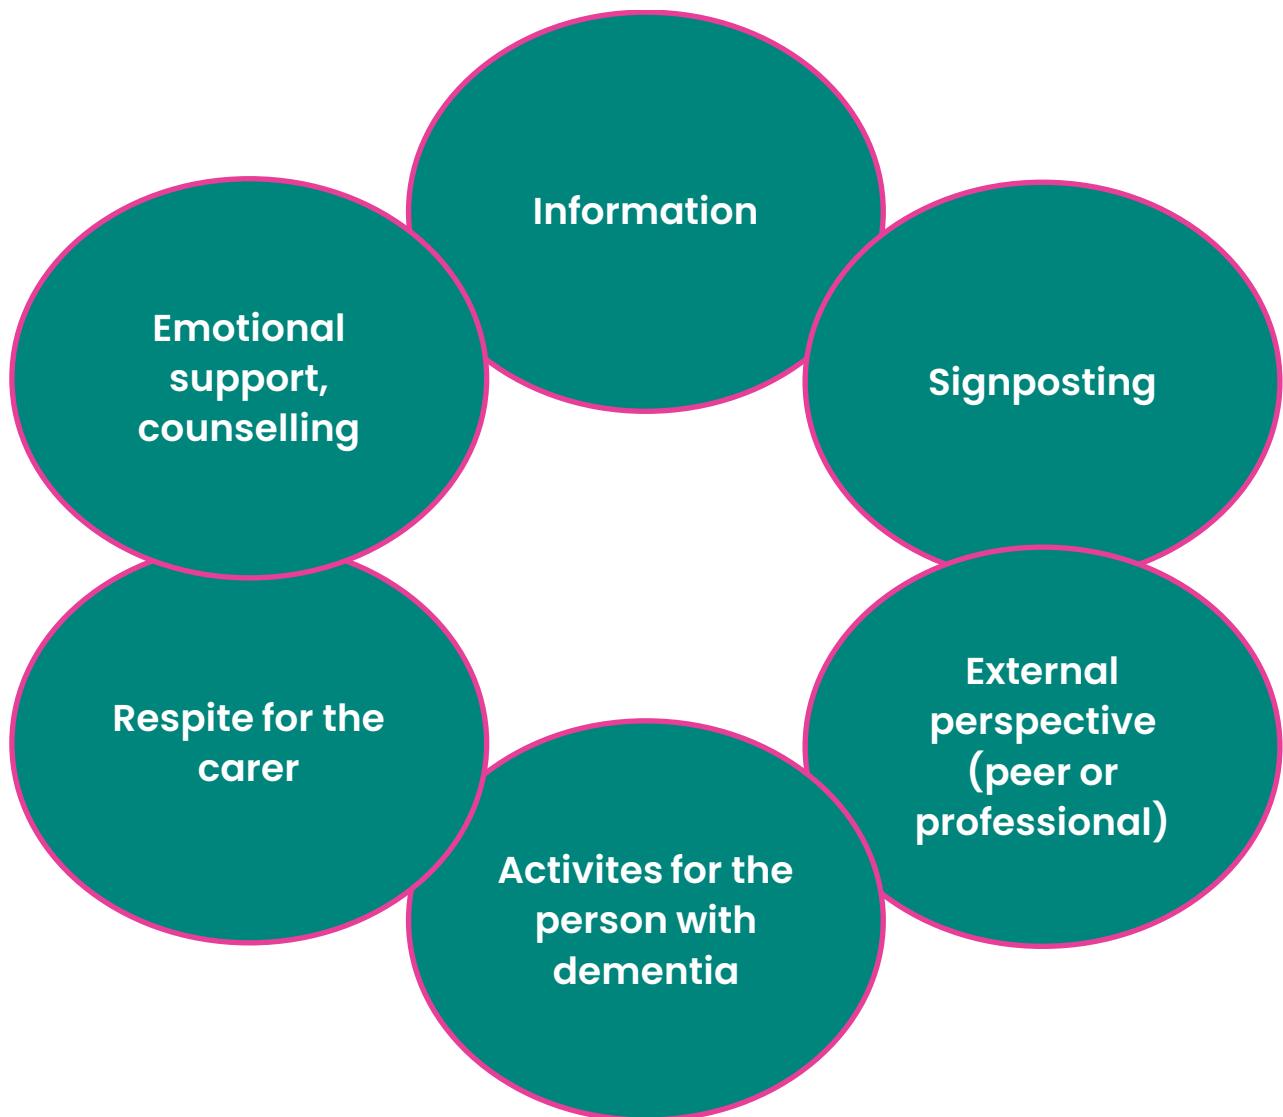 Information
Signposting
External
perspective
(peer or
professional)
Activites for the
person with
dementia
Respite for the
carer
Emotional
support,
counselling